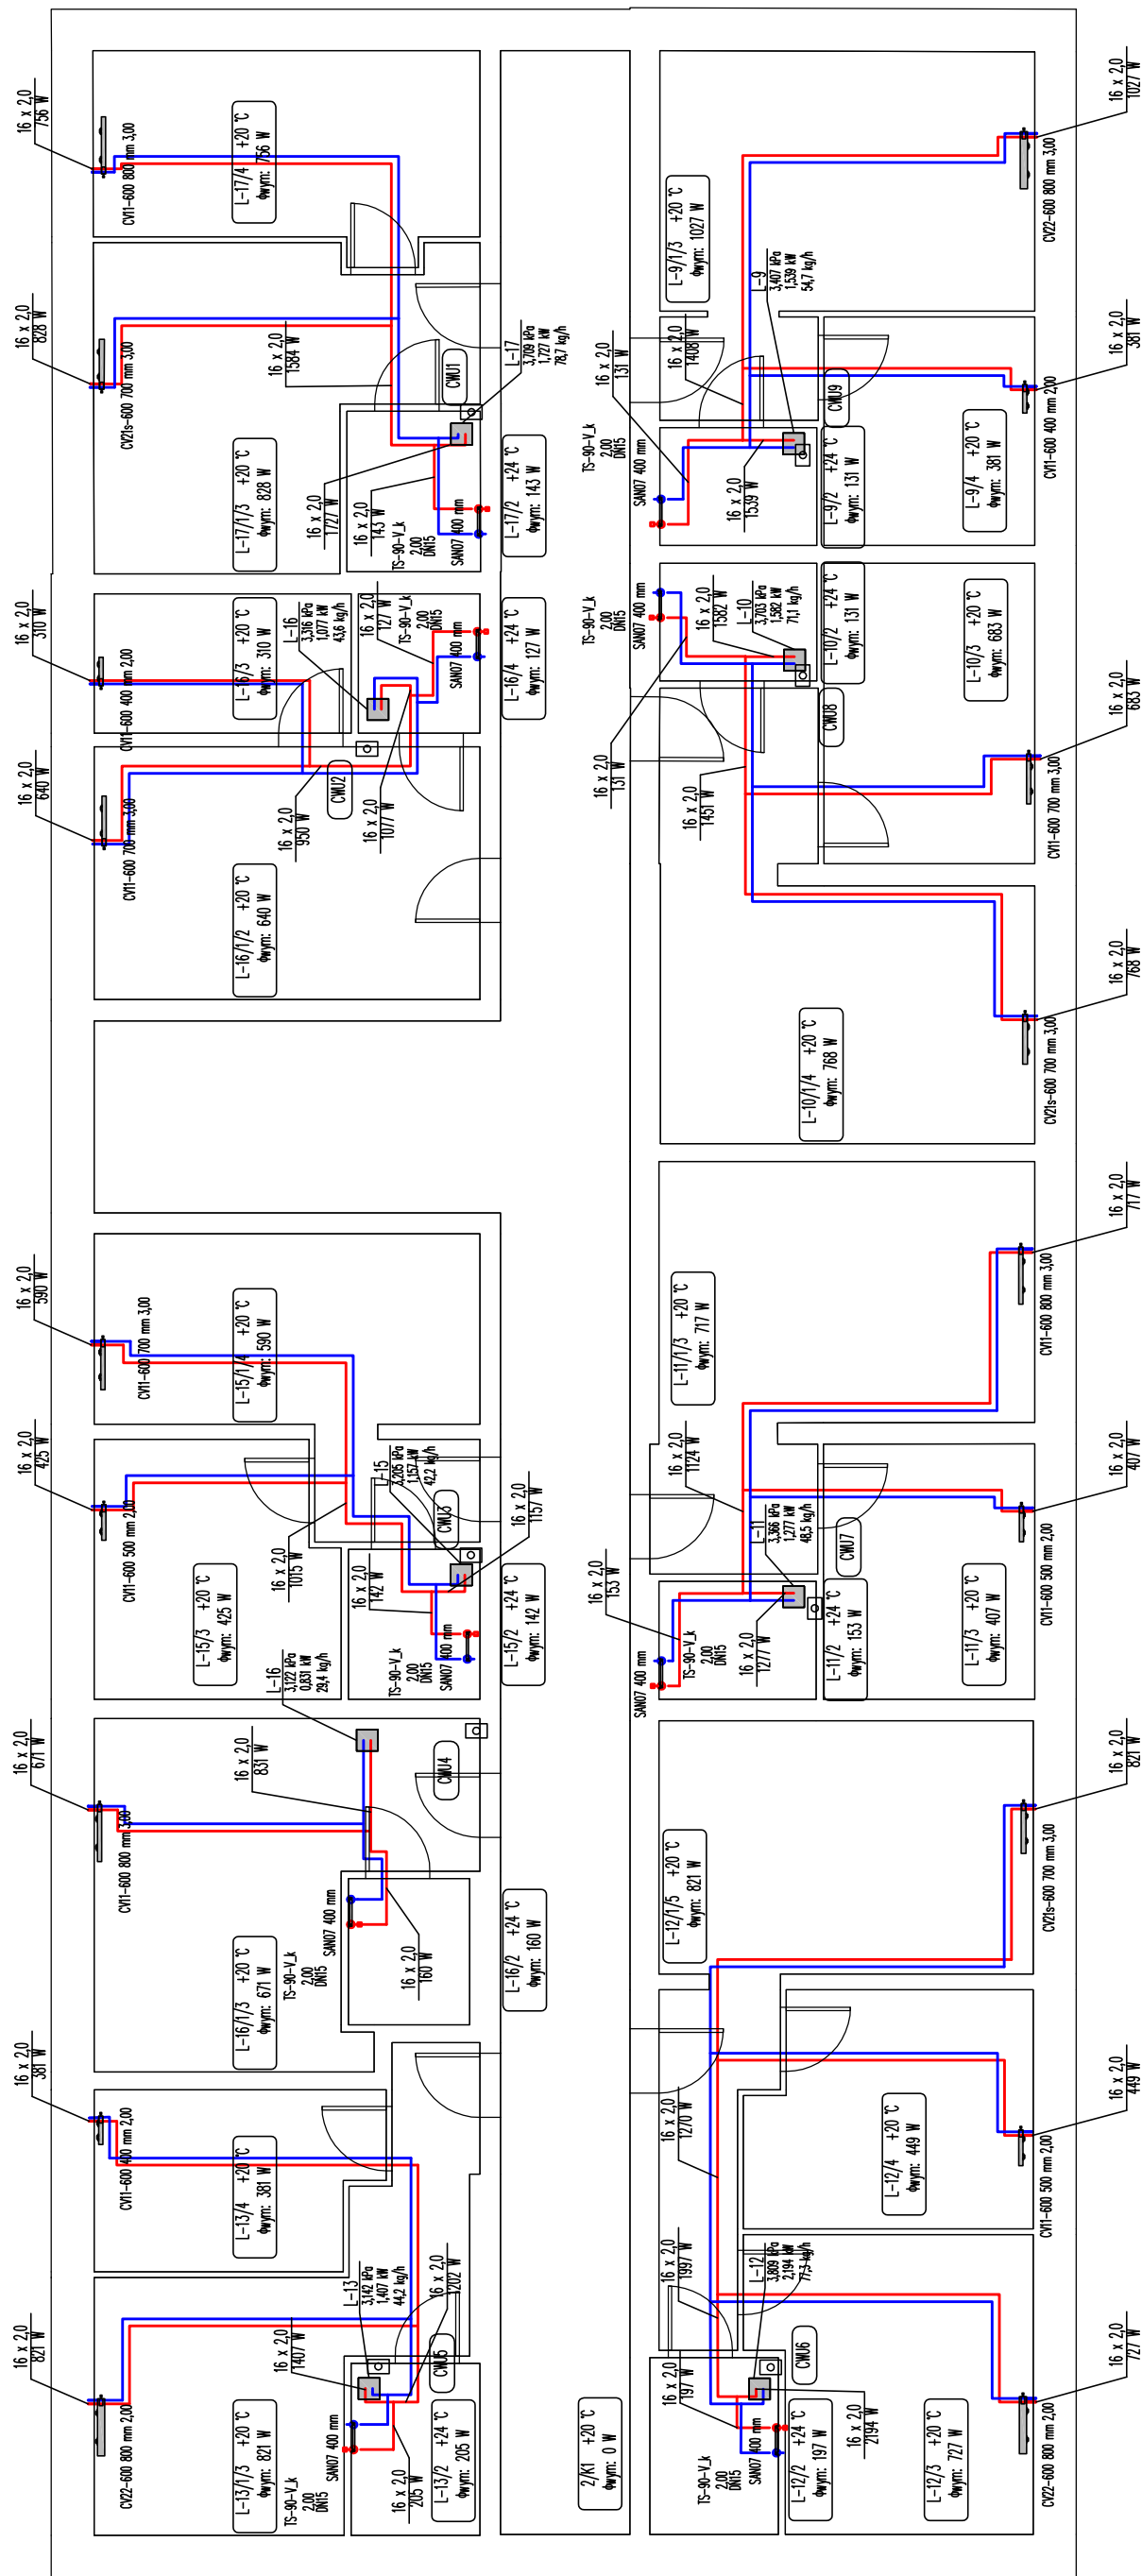 16 x 2,0
756 W
CV11-600 800 mm 3,00
L-17/4 +20 °C
Φwym: 756 W
16 x 2,0
828 W
CV21s-600 700 mm 3,00
16 x 2,0
1584 W
CWU1
L-17
3,709 kPa
1,727 kW
78,7 kg/h
L-17/1/3 +20 °C
Φwym: 828 W
16 x 2,0
1727 W
16 x 2,0
143 W
TS-90-V_k
2,00
DN15
SAN07 400 mm
L-17/2 +24 °C
Φwym: 143 W
16 x 2,0
310 W
CV11-600 400 mm 2,00
L-16/3 +20 °C
Φwym: 310 W
L-16
3,316 kPa
1,077 kW
43,6 kg/h
16 x 2,0
127 W
TS-90-V_k
2,00
DN15
SAN07 400 mm
L-16/4 +24 °C
Φwym: 127 W
16 x 2,0
640 W
CV11-600 700 mm 3,00
CWU2
16 x 2,0
950 W
16 x 2,0
1077 W
L-16/1/2 +20 °C
Φwym: 640 W
16 x 2,0
590 W
CV11-600 700 mm 3,00
L-15/1/4 +20 °C
Φwym: 590 W
16 x 2,0
425 W
CV11-600 500 mm 2,00
L-15
3,205 kPa
1,157 kW
42,2 kg/h
CWU3
16 x 2,0
1157 W
16 x 2,0
1015 W
16 x 2,0
142 W
L-15/3 +20 °C
Φwym: 425 W
TS-90-V_k
2,00
DN15
SAN07 400 mm
L-15/2 +24 °C
Φwym: 142 W
L-16
3,122 kPa
0,831 kW
29,4 kg/h
16 x 2,0
671 W
CV11-600 800 mm 3,00
16 x 2,0
831 W
CWU4
L-16/1/3 +20 °C
Φwym: 671 W
TS-90-V_k
2,00
DN15
SAN07 400 mm
16 x 2,0
160 W
L-16/2 +24 °C
Φwym: 160 W
16 x 2,0
381 W
CV11-600 400 mm 2,00
L-13/4 +20 °C
Φwym: 381 W
L-13
3,142 kPa
1,407 kW
44,2 kg/h
16 x 2,0
1202 W
16 x 2,0
821 W
CV22-600 800 mm 2,00
16 x 2,0
1407 W
CWU5
L-13/1/3 +20 °C
Φwym: 821 W
TS-90-V_k
2,00
DN15
SAN07 400 mm
16 x 2,0
205 W
L-13/2 +24 °C
Φwym: 205 W
2/K1 +20 °C
Φwym: 0 W
16 x 2,0
1027 W
CV22-600 800 mm 3,00
L-9/1/3 +20 °C
Φwym: 1027 W
L-9
3,407 kPa
1,539 kW
54,7 kg/h
16 x 2,0
131 W
16 x 2,0
1408 W
16 x 2,0
381 W
CV11-600 400 mm 2,00
CWU9
TS-90-V_k
2,00
DN15
SAN07 400 mm
16 x 2,0
1539 W
L-9/2 +24 °C
Φwym: 131 W
L-9/4 +20 °C
Φwym: 381 W
TS-90-V_k
2,00
DN15
SAN07 400 mm
16 x 2,0
1582 W
L-10
3,703 kPa
1,582 kW
71,1 kg/h
L-10/2 +24 °C
Φwym: 131 W
L-10/3 +20 °C
Φwym: 683 W
CWU8
16 x 2,0
683 W
CV11-600 700 mm 3,00
16 x 2,0
131 W
16 x 2,0
1451 W
16 x 2,0
768 W
CV21s-600 700 mm 3,00
L-10/1/4 +20 °C
Φwym: 768 W
16 x 2,0
717 W
CV11-600 800 mm 3,00
L-11/1/3 +20 °C
Φwym: 717 W
16 x 2,0
1124 W
16 x 2,0
407 W
CV11-600 500 mm 2,00
L-11
3,366 kPa
1,277 kW
48,5 kg/h
CWU7
16 x 2,0
153 W
TS-90-V_k
2,00
DN15
SAN07 400 mm
16 x 2,0
1277 W
L-11/2 +24 °C
Φwym: 153 W
L-11/3 +20 °C
Φwym: 407 W
16 x 2,0
821 W
CV21s-600 700 mm 3,00
L-12/1/5 +20 °C
Φwym: 821 W
16 x 2,0
1270 W
16 x 2,0
449 W
CV11-600 500 mm 2,00
L-12/4 +20 °C
Φwym: 449 W
16 x 2,0
1997 W
L-12
3,809 kPa
2,194 kW
77,3 kg/h
CWU6
16 x 2,0
197 W
16 x 2,0
727 W
CV22-600 800 mm 2,00
TS-90-V_k
2,00
DN15
SAN07 400 mm
L-12/2 +24 °C
Φwym: 197 W
16 x 2,0
2194 W
L-12/3 +20 °C
Φwym: 727 W